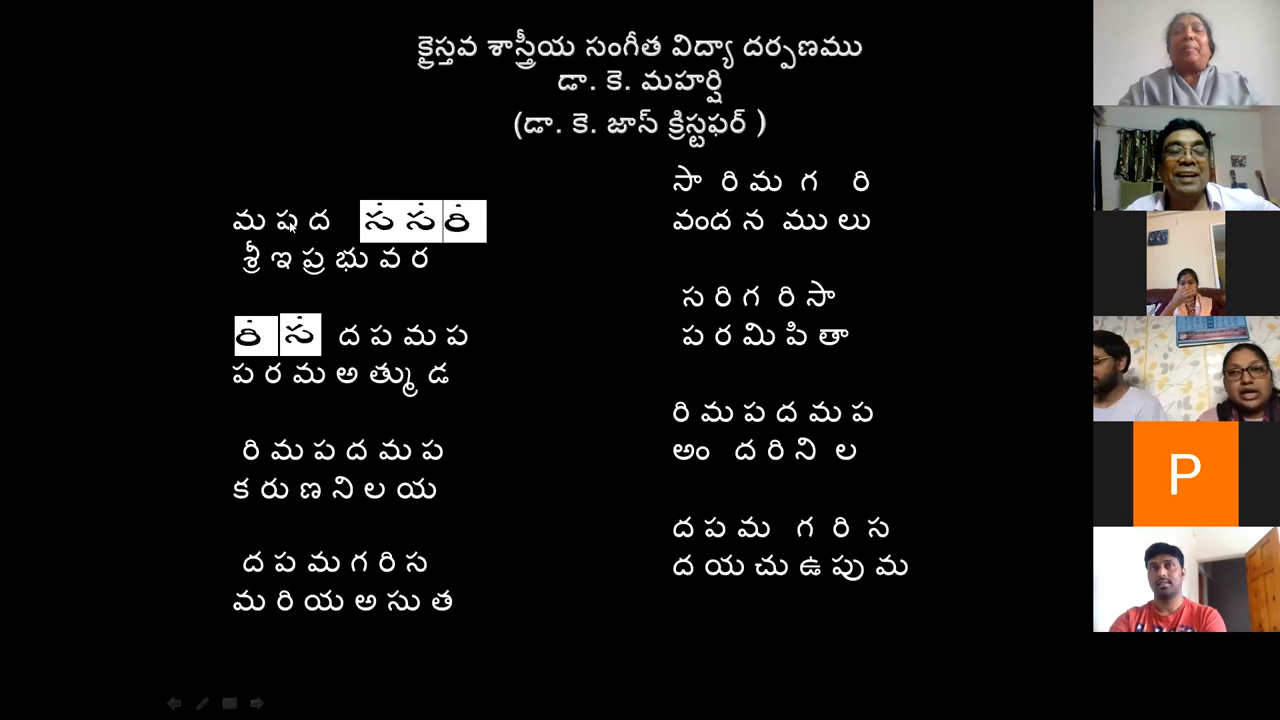 క్రైస్తవ శాస్త్రీయ సంగీత విద్యా దర్పణము
డా. కె. మహర్షి
(డా. కె. జాస్ క్రిస్టఫర్ )
మ ష ద స̇ స̇ రి̇
శ్రీ ఇ ప్ర భు వ ర
రి̇ స̇ ద ప మ ప
ప ర మ అ త్ము డ
రి మ ప ద మ ప
క రు ణ ని ల య
ద ప మ గ రి స
మ రి య అ సు త
సా రి మ గ రి
వంద న ము లు
స రి గ రి సా
ప ర మి పి తా
రి మ ప ద మ ప
అం ద రి ని ల
ద ప మ గ రి స
ద య చు ఉ పు మ
P